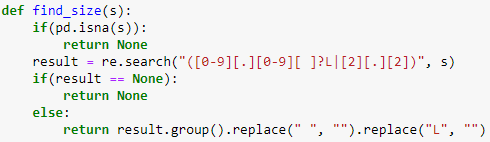 def find_size(s):
    if(pd.isna(s)):
        return None
    result = re.search("([0-9][.][0-9][ ]?L|[2][.][2])", s)
    if(result == None):
        return None
    else:
        return result.group().replace(" ", "").replace("L", "")